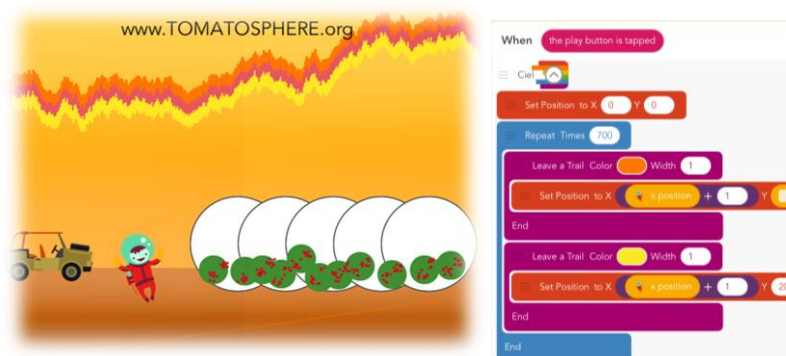 www.TOMATOSPHERE.org
When the play button is tapped
Ciel
Set Position to X 0 Y 0
Repeat Times 700
Leave a Trail Color Width 1
Set Position to X x position + 1 Y
End
Leave a Trail Color Width 1
Set Position to X x position + 1 Y 20
End
End